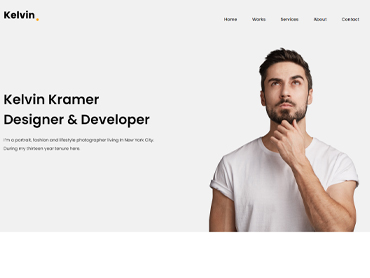 Kelvin.
Home Works Services About Contact
Kelvin Kramer
Designer & Developer
I'm a portrait, fashion and lifestyle photographer living in New York City.
During my thirteen year tenure here.